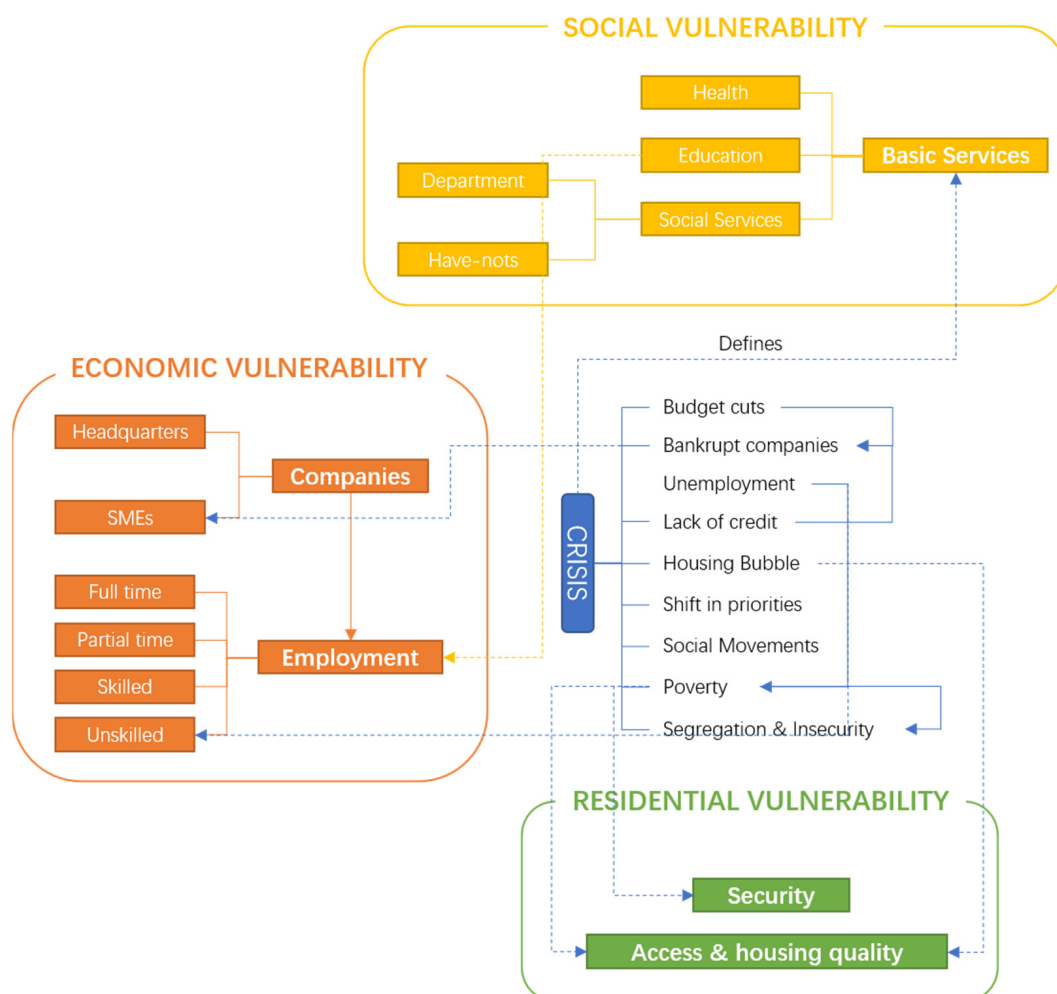 SOCIAL VULNERABILITY
Health
Education
Basic Services
Department
Social Services
Have-nots
Defines
ECONOMIC VULNERABILITY
Headquarters
Companies
SMEs
Full time
Partial time
Employment
Skilled
Unskilled
CRISIS
Budget cuts
Bankrupt companies
Unemployment
Lack of credit
Housing Bubble
Shift in priorities
Social Movements
Poverty
Segregation & Insecurity
RESIDENTIAL VULNERABILITY
Security
Access & housing quality